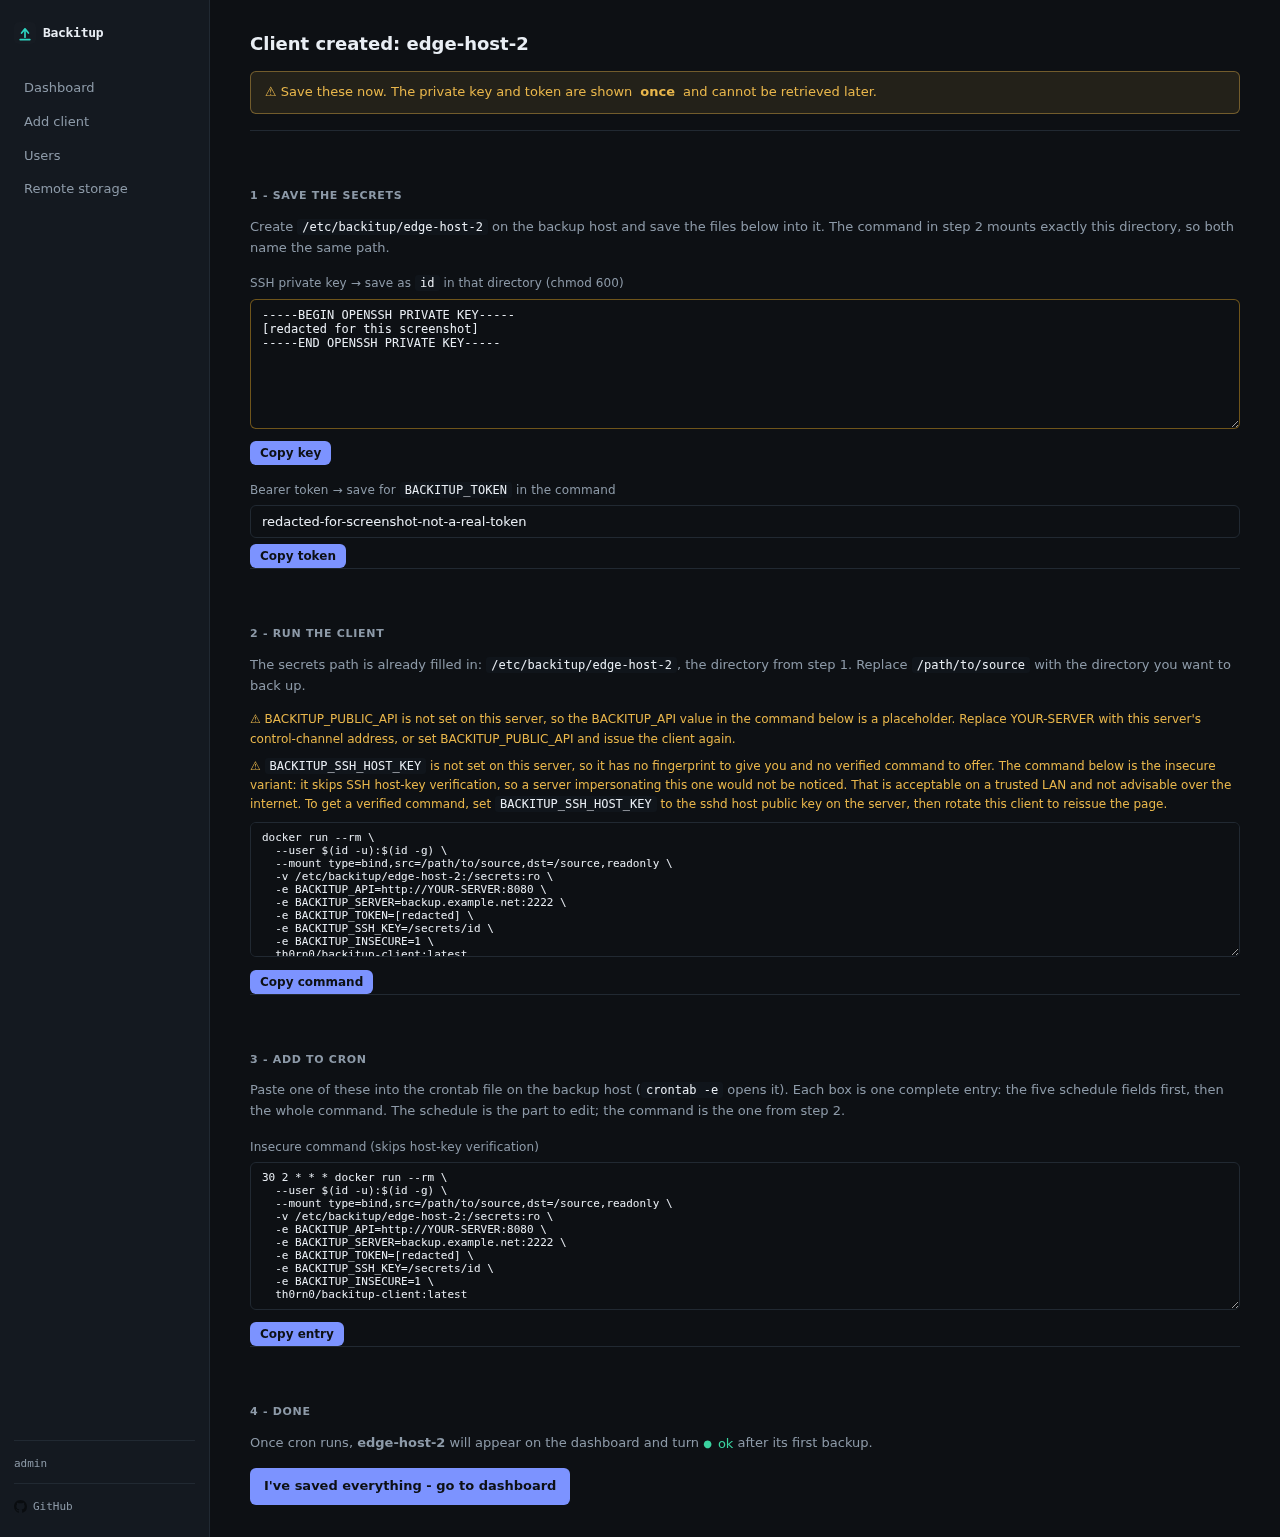 Backitup
Dashboard
Add client
Users
Remote storage
admin
GitHub
Client created: edge-host-2
⚠ Save these now. The private key and token are shown once and cannot be retrieved later.
1 - SAVE THE SECRETS
Create /etc/backitup/edge-host-2 on the backup host and save the files below into it. The command in step 2 mounts exactly this directory, so both
name the same path.
SSH private key → save as id in that directory (chmod 600)
-----BEGIN OPENSSH PRIVATE KEY-----
[redacted for this screenshot]
-----END OPENSSH PRIVATE KEY-----
Copy key
Bearer token → save for BACKITUP_TOKEN in the command
redacted-for-screenshot-not-a-real-token
Copy token
2 - RUN THE CLIENT
The secrets path is already filled in: /etc/backitup/edge-host-2 , the directory from step 1. Replace /path/to/source with the directory you want to
back up.
⚠ BACKITUP_PUBLIC_API is not set on this server, so the BACKITUP_API value in the command below is a placeholder. Replace YOUR-SERVER with this server's
control-channel address, or set BACKITUP_PUBLIC_API and issue the client again.
⚠ BACKITUP_SSH_HOST_KEY is not set on this server, so it has no fingerprint to give you and no verified command to offer. The command below is the insecure
variant: it skips SSH host-key verification, so a server impersonating this one would not be noticed. That is acceptable on a trusted LAN and not advisable over the
internet. To get a verified command, set BACKITUP_SSH_HOST_KEY to the sshd host public key on the server, then rotate this client to reissue the page.
docker run --rm \
--user $(id -u):$(id -g) \
--mount type=bind,src=/path/to/source,dst=/source,readonly \
-v /etc/backitup/edge-host-2:/secrets:ro \
-e BACKITUP_API=http://YOUR-SERVER:8080 \
-e BACKITUP_SERVER=backup.example.net:2222 \
-e BACKITUP_TOKEN=[redacted] \
-e BACKITUP_SSH_KEY=/secrets/id \
-e BACKITUP_INSECURE=1 \
th0rn0/backitup-client:latest
Copy command
3 - ADD TO CRON
Paste one of these into the crontab file on the backup host ( crontab -e opens it). Each box is one complete entry: the five schedule fields first, then
the whole command. The schedule is the part to edit; the command is the one from step 2.
Insecure command (skips host-key verification)
30 2 * * * docker run --rm \
--user $(id -u):$(id -g) \
--mount type=bind,src=/path/to/source,dst=/source,readonly \
-v /etc/backitup/edge-host-2:/secrets:ro \
-e BACKITUP_API=http://YOUR-SERVER:8080 \
-e BACKITUP_SERVER=backup.example.net:2222 \
-e BACKITUP_TOKEN=[redacted] \
-e BACKITUP_SSH_KEY=/secrets/id \
-e BACKITUP_INSECURE=1 \
th0rn0/backitup-client:latest
Copy entry
4 - DONE
Once cron runs, edge-host-2 will appear on the dashboard and turn ● ok after its first backup.
I've saved everything - go to dashboard